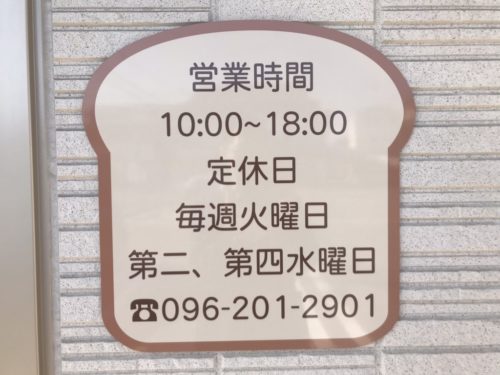 営業時間
10:00~18:00
定休日
毎週火曜日
第二、第四水曜日
☎096-201-2901